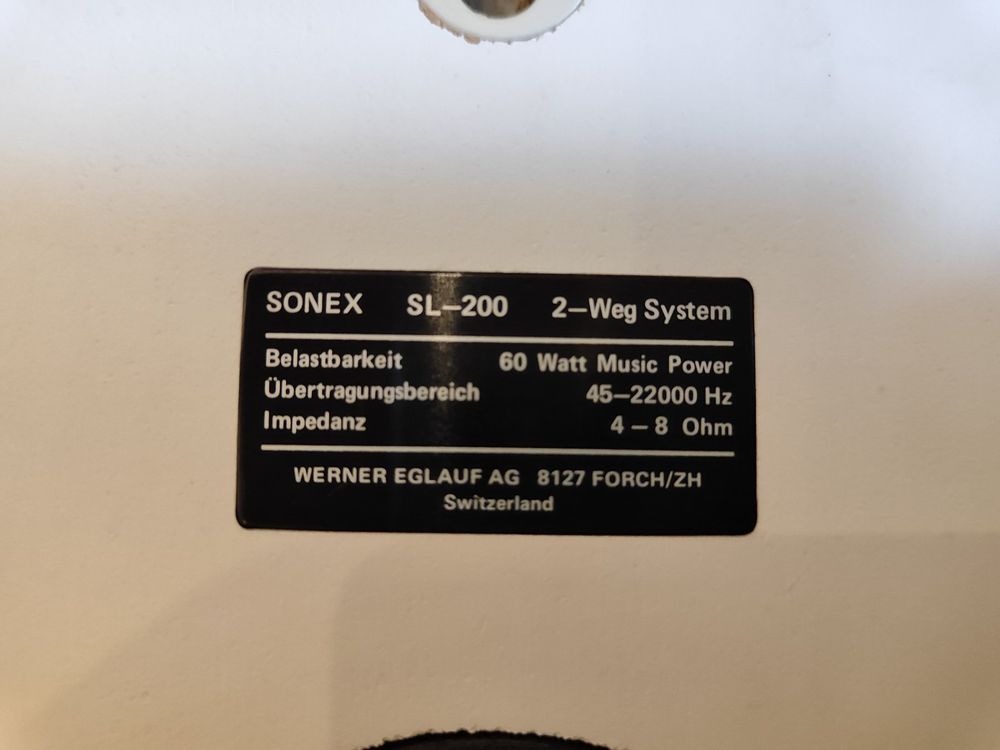 SONEX SL–200 2–Weg System
Belastbarkeit 60 Watt Music Power
Übertragungsbereich 45–22000 Hz
Impedanz 4 – 8 Ohm
WERNER EGLAUF AG 8127 FORCH/ZH
Switzerland